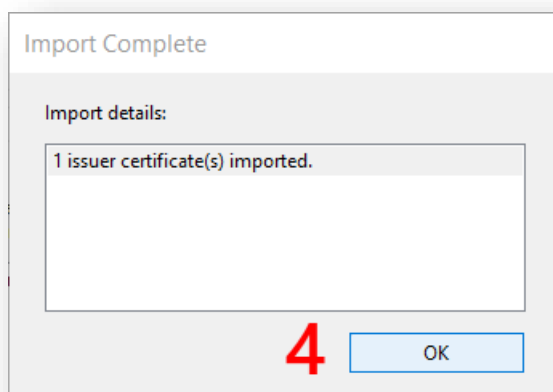 Import Complete
Import details:
1 issuer certificate(s) imported.
4 OK